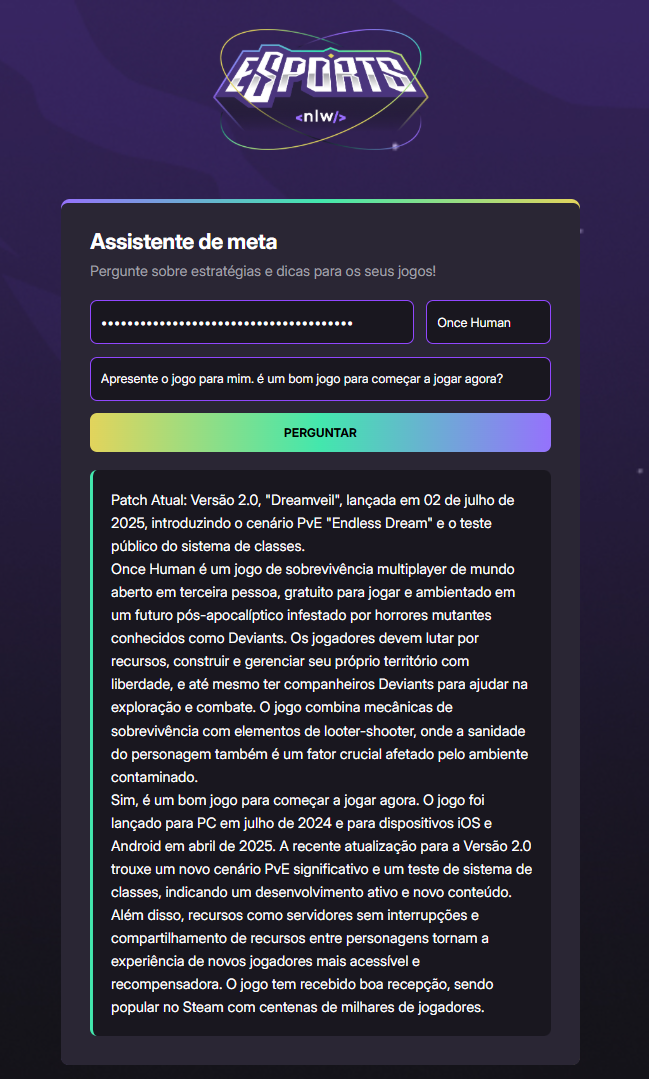 ESPORTS
<nlw/>
Assistente de meta
Pergunte sobre estratégias e dicas para os seus jogos!
••••••••••••••••••••••••••••••••••••••• Once Human
Apresente o jogo para mim. é um bom jogo para começar a jogar agora?
PERGUNTAR
Patch Atual: Versão 2.0, "Dreamveil", lançada em 02 de julho de
2025, introduzindo o cenário PvE "Endless Dream" e o teste
público do sistema de classes.
Once Human é um jogo de sobrevivência multiplayer de mundo
aberto em terceira pessoa, gratuito para jogar e ambientado em
um futuro pós-apocalíptico infestado por horrores mutantes
conhecidos como Deviants. Os jogadores devem lutar por
recursos, construir e gerenciar seu próprio território com
liberdade, e até mesmo ter companheiros Deviants para ajudar na
exploração e combate. O jogo combina mecânicas de
sobrevivência com elementos de looter-shooter, onde a sanidade
do personagem também é um fator crucial afetado pelo ambiente
contaminado.
Sim, é um bom jogo para começar a jogar agora. O jogo foi
lançado para PC em julho de 2024 e para dispositivos iOS e
Android em abril de 2025. A recente atualização para a Versão 2.0
trouxe um novo cenário PvE significativo e um teste de sistema de
classes, indicando um desenvolvimento ativo e novo conteúdo.
Além disso, recursos como servidores sem interrupções e
compartilhamento de recursos entre personagens tornam a
experiência de novos jogadores mais acessível e
recompensadora. O jogo tem recebido boa recepção, sendo
popular no Steam com centenas de milhares de jogadores.